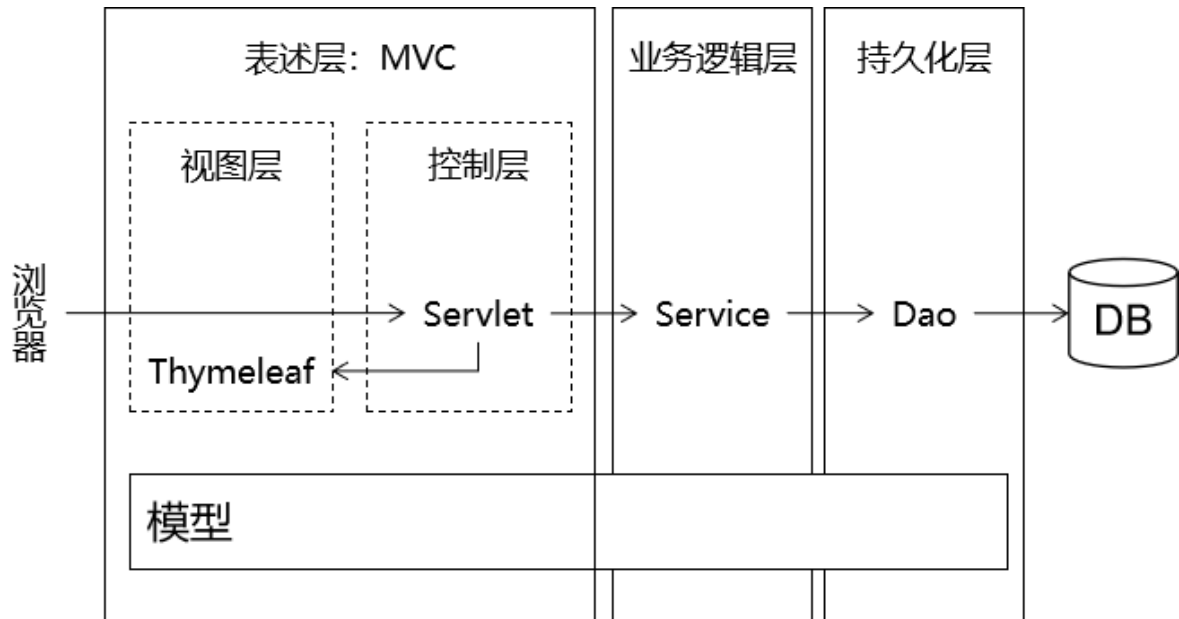 表述层：MVC
业务逻辑层
持久化层
视图层
控制层
浏览器
Servlet
Service
Dao
DB
Thymeleaf
模型